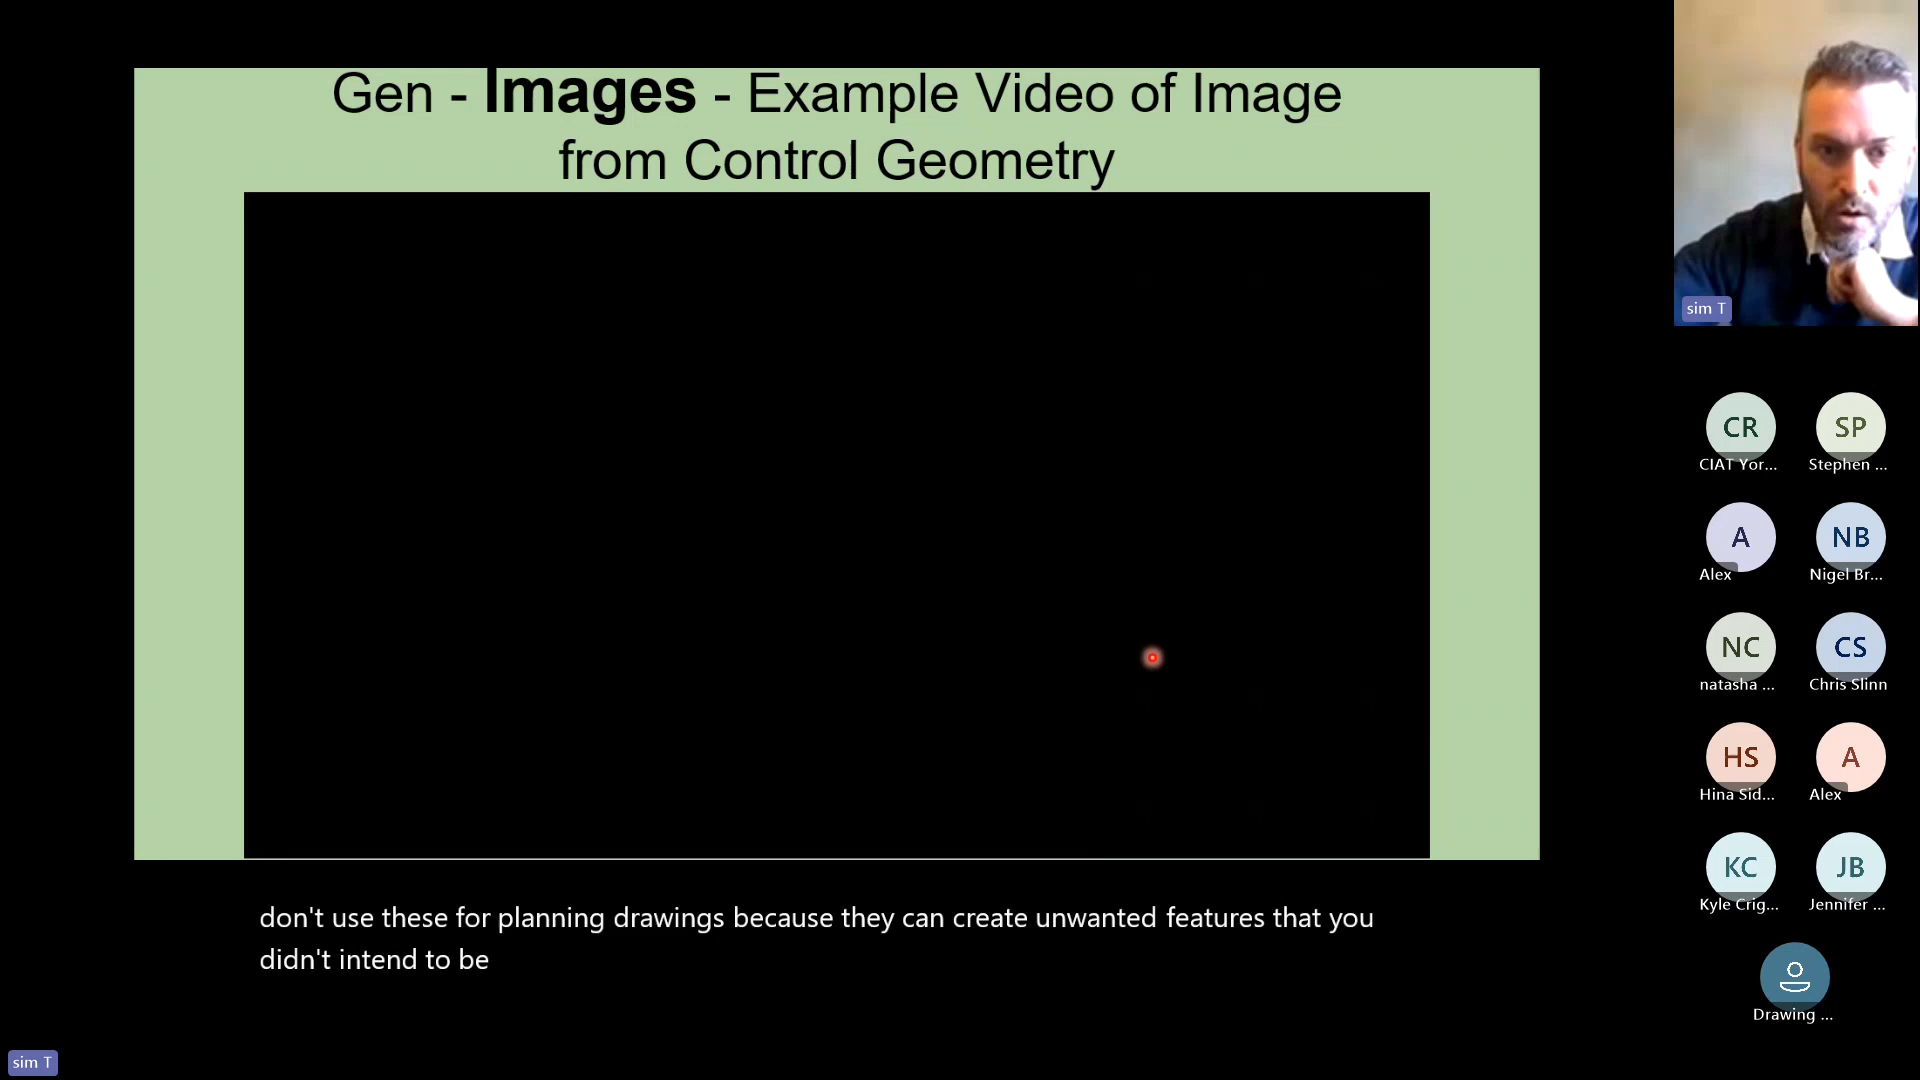 Gen - Images - Example Video of Image
from Control Geometry
sim T
CR
CIAT Yor...
SP
Stephen ...
A
Alex
NB
Nigel Br...
NC
natasha ...
CS
Chris Slinn
HS
Hina Sid...
A
Alex
KC
Kyle Crig...
JB
Jennifer ...
Drawing ...
don't use these for planning drawings because they can create unwanted features that you
didn't intend to be
sim T